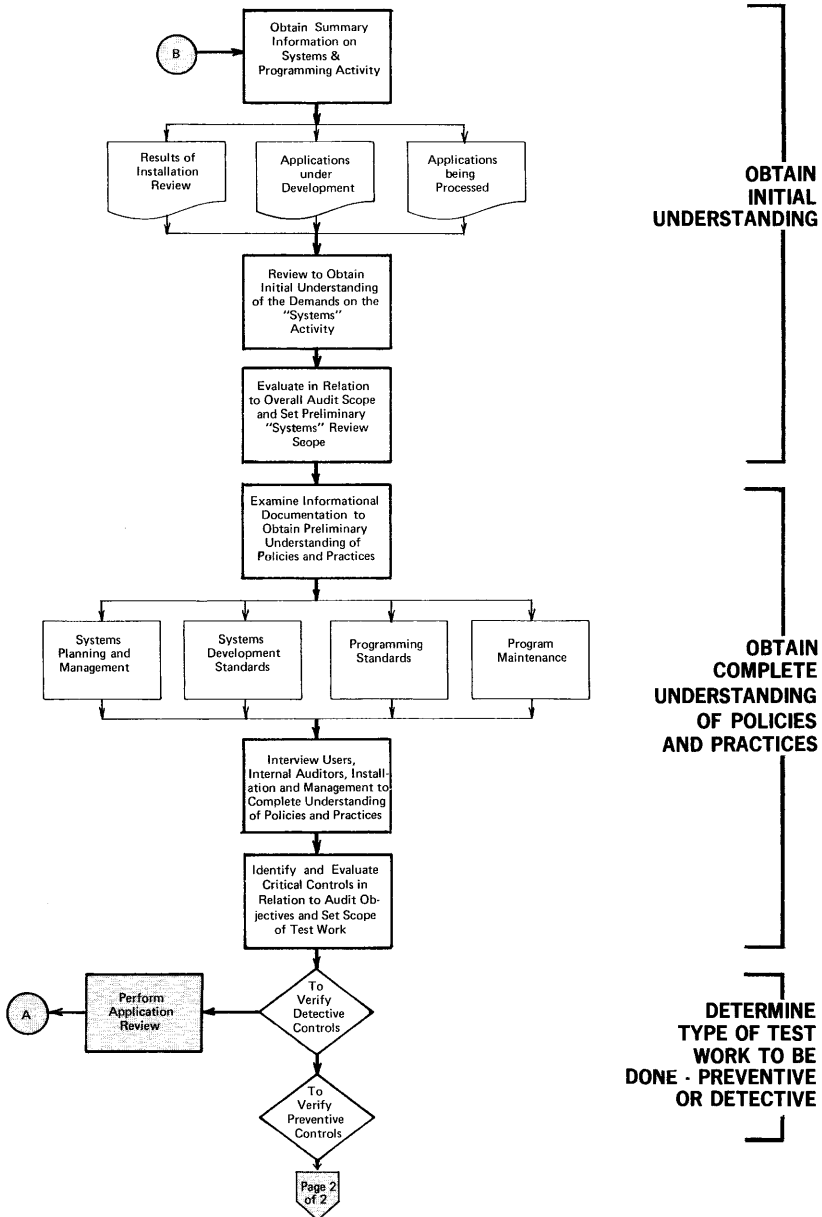 B
Obtain Summary
Information on
Systems &
Programming Activity
Results of
Installation
Review
Applications
under
Development
Applications
being
Processed
OBTAIN
INITIAL
UNDERSTANDING
Review to Obtain
Initial Understanding
of the Demands on the
"Systems"
Activity
Evaluate in Relation
to Overall Audit Scope
and Set Preliminary
"Systems" Review
Scope
Examine Informational
Documentation to
Obtain Preliminary
Understanding of
Policies and Practices
Systems
Planning and
Management
Systems
Development
Standards
Programming
Standards
Program
Maintenance
OBTAIN
COMPLETE
UNDERSTANDING
OF POLICIES
AND PRACTICES
Interview Users,
Internal Auditors, Install-
ation and Management to
Complete Understanding
of Policies and Practices
Identify and Evaluate
Critical Controls in
Relation to Audit Ob-
jectives and Set Scope
of Test Work
A
Perform
Application
Review
To
Verify
Detective
Controls
DETERMINE
TYPE OF TEST
WORK TO BE
DONE - PREVENTIVE
OR DETECTIVE
To
Verify
Preventive
Controls
Page 2
of 2